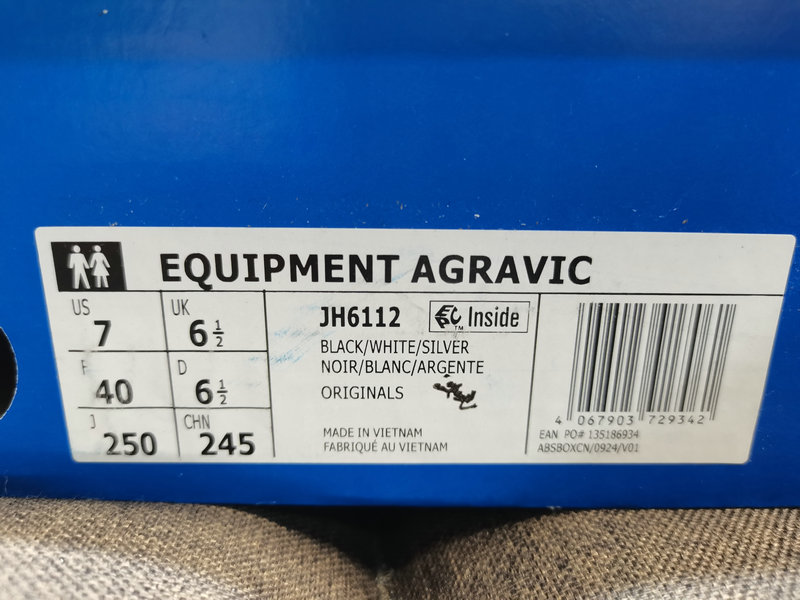 EQUIPMENT AGRAVIC
US 7
UK 6 1/2
F 40
D 6 1/2
J 250
CHN 245
JH6112
EPC Inside
TM
BLACK/WHITE/SILVER
NOIR/BLANC/ARGENTE
ORIGINALS
MADE IN VIETNAM
FABRIQUÉ AU VIETNAM
4 067903 729342
EAN PO# 135186934
ABSBOXCN/0924/V01